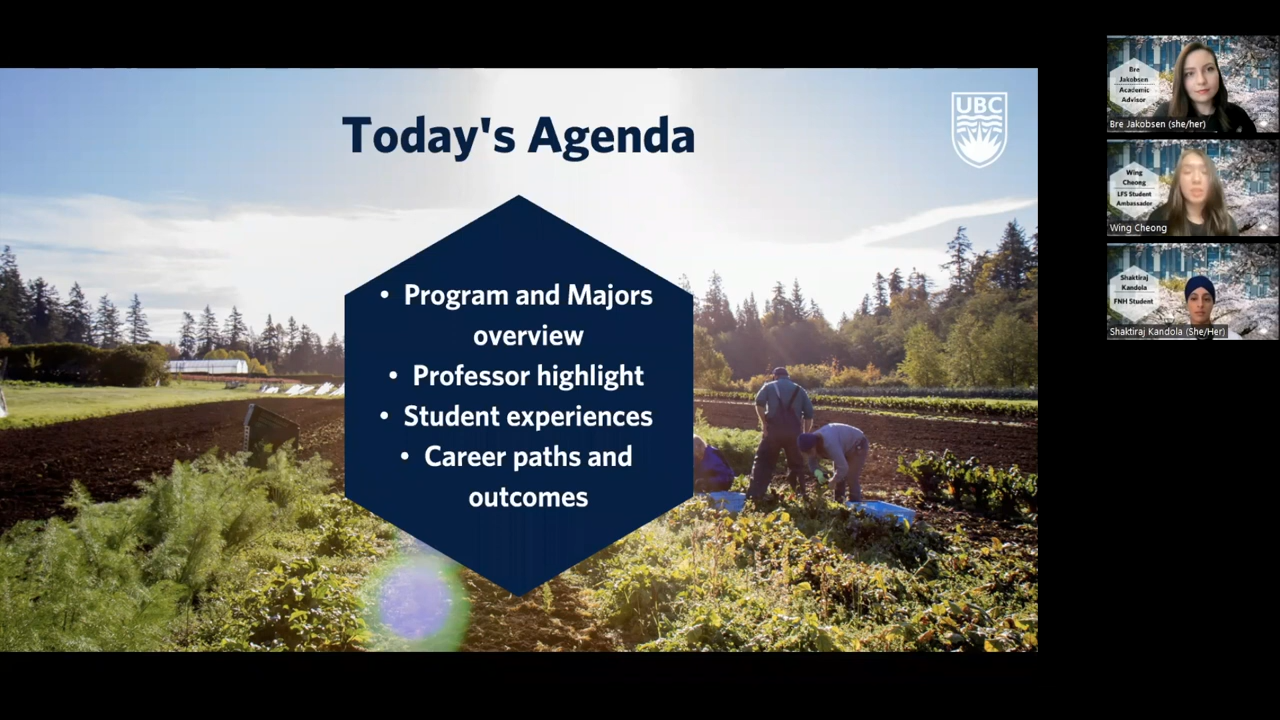 Today's Agenda
UBC
• Program and Majors
overview
• Professor highlight
• Student experiences
• Career paths and
outcomes
Bre
Jakobsen
Academic
Advisor
Bre Jakobsen (she/her)
Wing
Cheong
LFS Student
Ambassador
Wing Cheong
Shaktiraj
Kandola
FNH Student
Shaktiraj Kandola (She/Her)